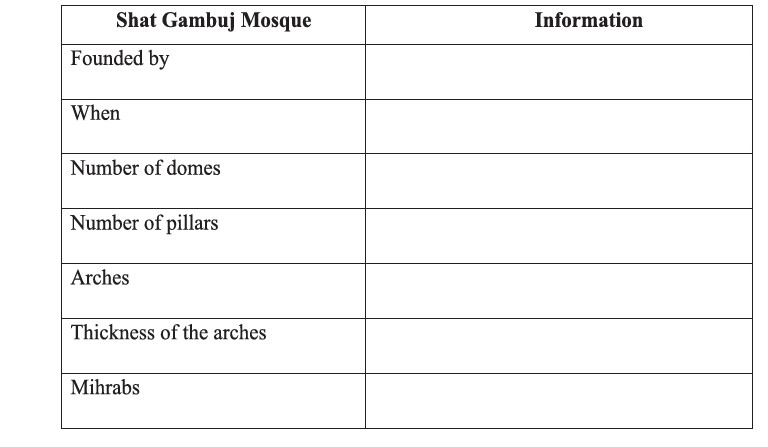 Shat Gambuj Mosque Information
Founded by
When
Number of domes
Number of pillars
Arches
Thickness of the arches
Mihrabs